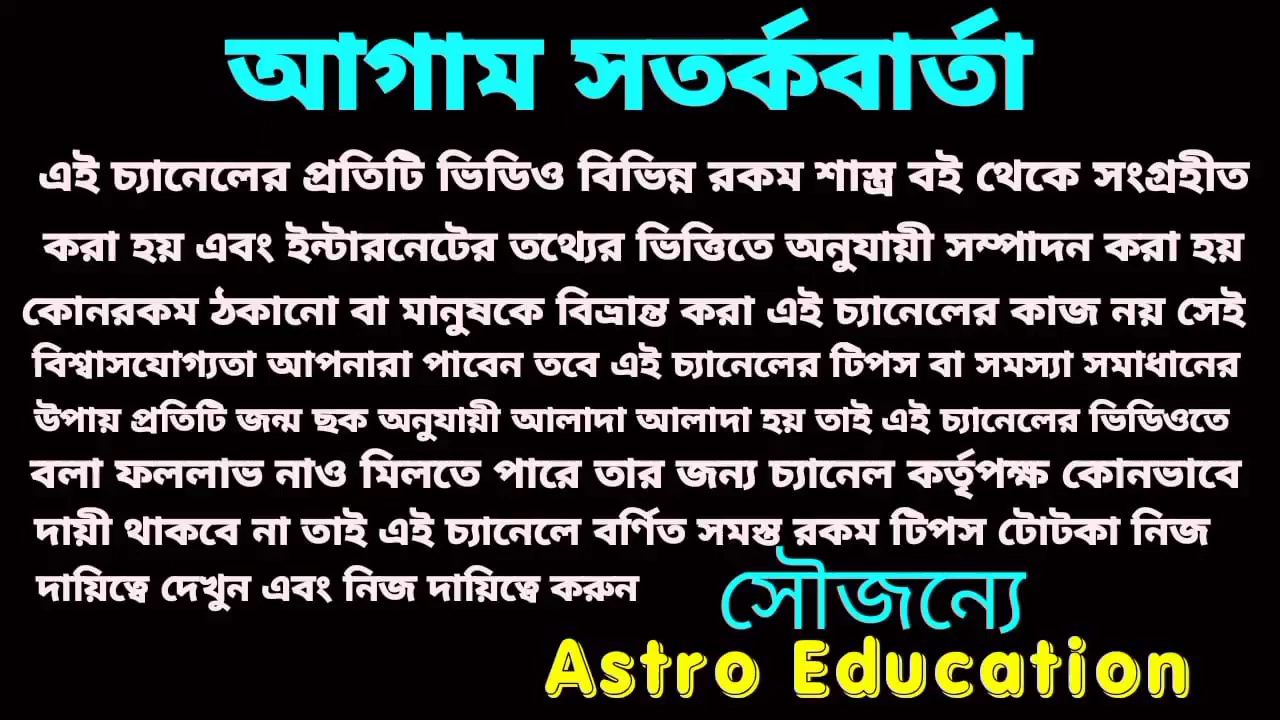 আগাম সতর্কবার্তা
এই চ্যানেলের প্রতিটি ভিডিও বিভিন্ন রকম শাস্ত্র বই থেকে সংগ্রহীত
করা হয় এবং ইন্টারনেটের তথ্যের ভিত্তিতে অনুযায়ী সম্পাদন করা হয়
কোনরকম ঠকানো বা মানুষকে বিভ্রান্ত করা এই চ্যানেলের কাজ নয় সেই
বিশ্বাসযোগ্যতা আপনারা পাবেন তবে এই চ্যানেলের টিপস বা সমস্যা সমাধানের
উপায় প্রতিটি জন্ম ছক অনুযায়ী আলাদা আলাদা হয় তাই এই চ্যানেলের ভিডিওতে
বলা ফললাভ নাও মিলতে পারে তার জন্য চ্যানেল কর্তৃপক্ষ কোনভাবে
দায়ী থাকবে না তাই এই চ্যানেলে বর্ণিত সমস্ত রকম টিপস টোটকা নিজ
দায়িত্বে দেখুন এবং নিজ দায়িত্বে করুন
সৌজন্যে
Astro Education